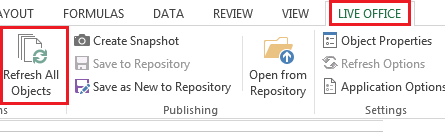 AYOUT FORMULAS DATA REVIEW VIEW LIVE OFFICE
Refresh All
Objects
Create Snapshot
Save to Repository
Save as New to Repository
Open from
Repository
Object Properties
Refresh Options
Application Options
ns Publishing Settings